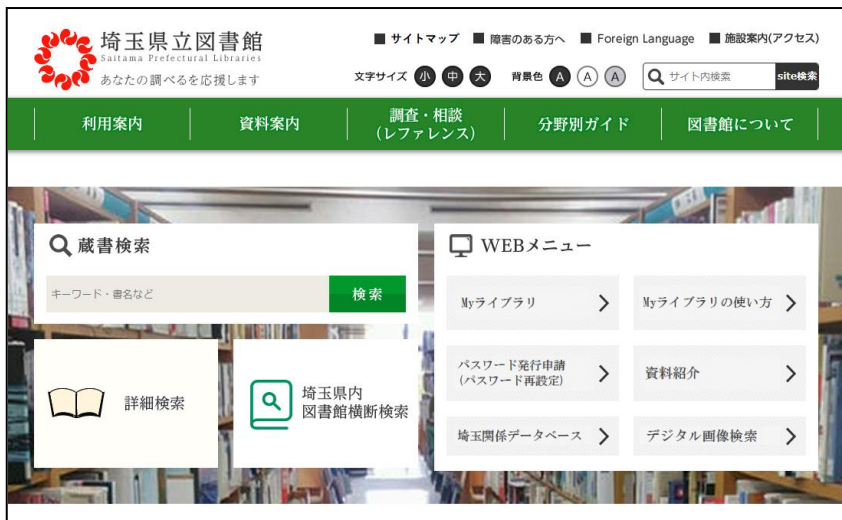 埼玉県立図書館
Saitama Prefectural Libraries
あなたの調べるを応援します
■ サイトマップ ■ 障害のある方へ ■ Foreign Language ■ 施設案内(アクセス)
文字サイズ 小 中 大 背景色 A A A サイト内検索 site検索
利用案内
資料案内
調査・相談
(レファレンス)
分野別ガイド
図書館について
蔵書検索
キーワード・書名など 検索
詳細検索
埼玉県内
図書館横断検索
WEBメニュー
Myライブラリ
Myライブラリの使い方
パスワード発行申請
(パスワード再設定)
資料紹介
埼玉関係データベース
デジタル画像検索